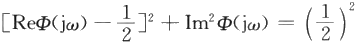 [ReΦ(jω) − 1/2]² + Im²Φ(jω) = (1/2)²